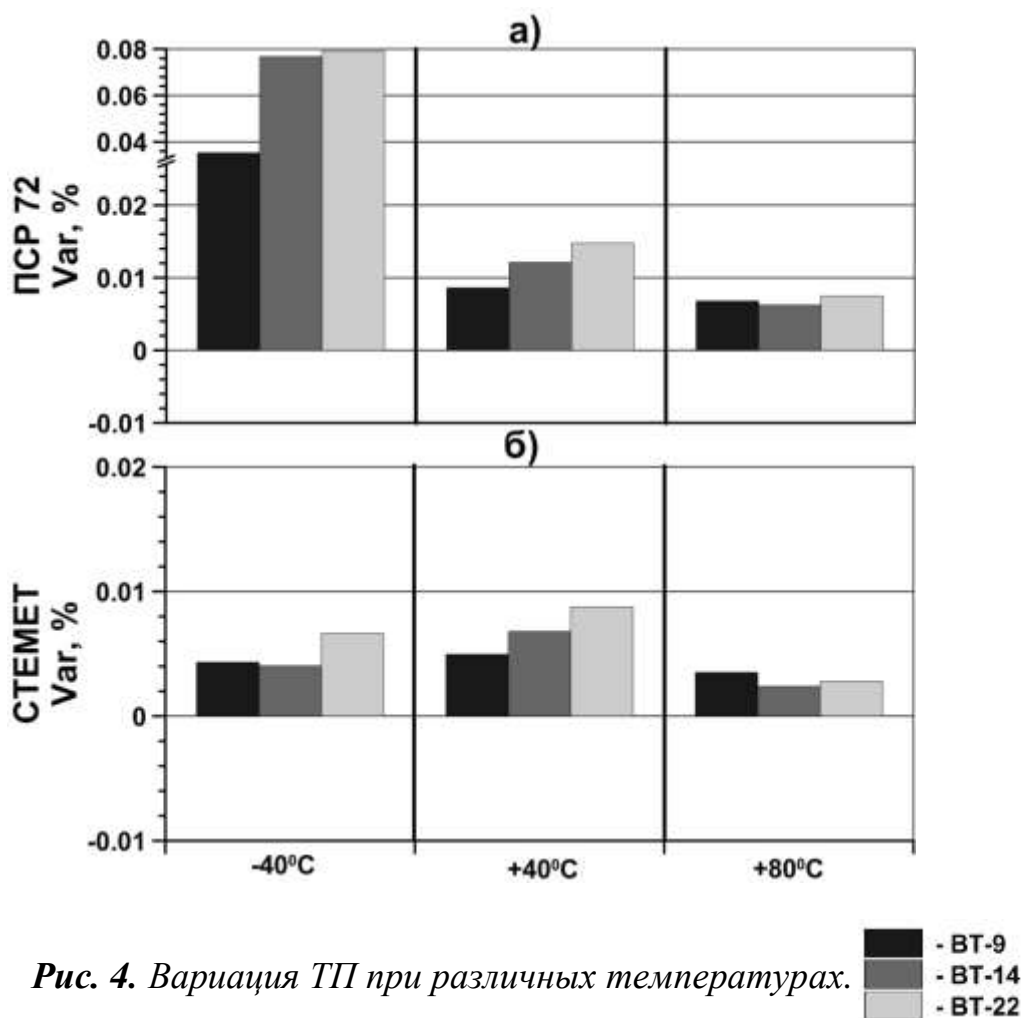 а)
0.08
0.06
0.04
0.02
0.01
0
-0.01
ПСР 72
Var, %
б)
0.02
0.01
0
-0.01
СТЕМЕТ
Var, %
-40⁰C
+40⁰C
+80⁰C
Рис. 4. Вариация ТП при различных температурах.
- ВТ-9
- ВТ-14
- ВТ-22